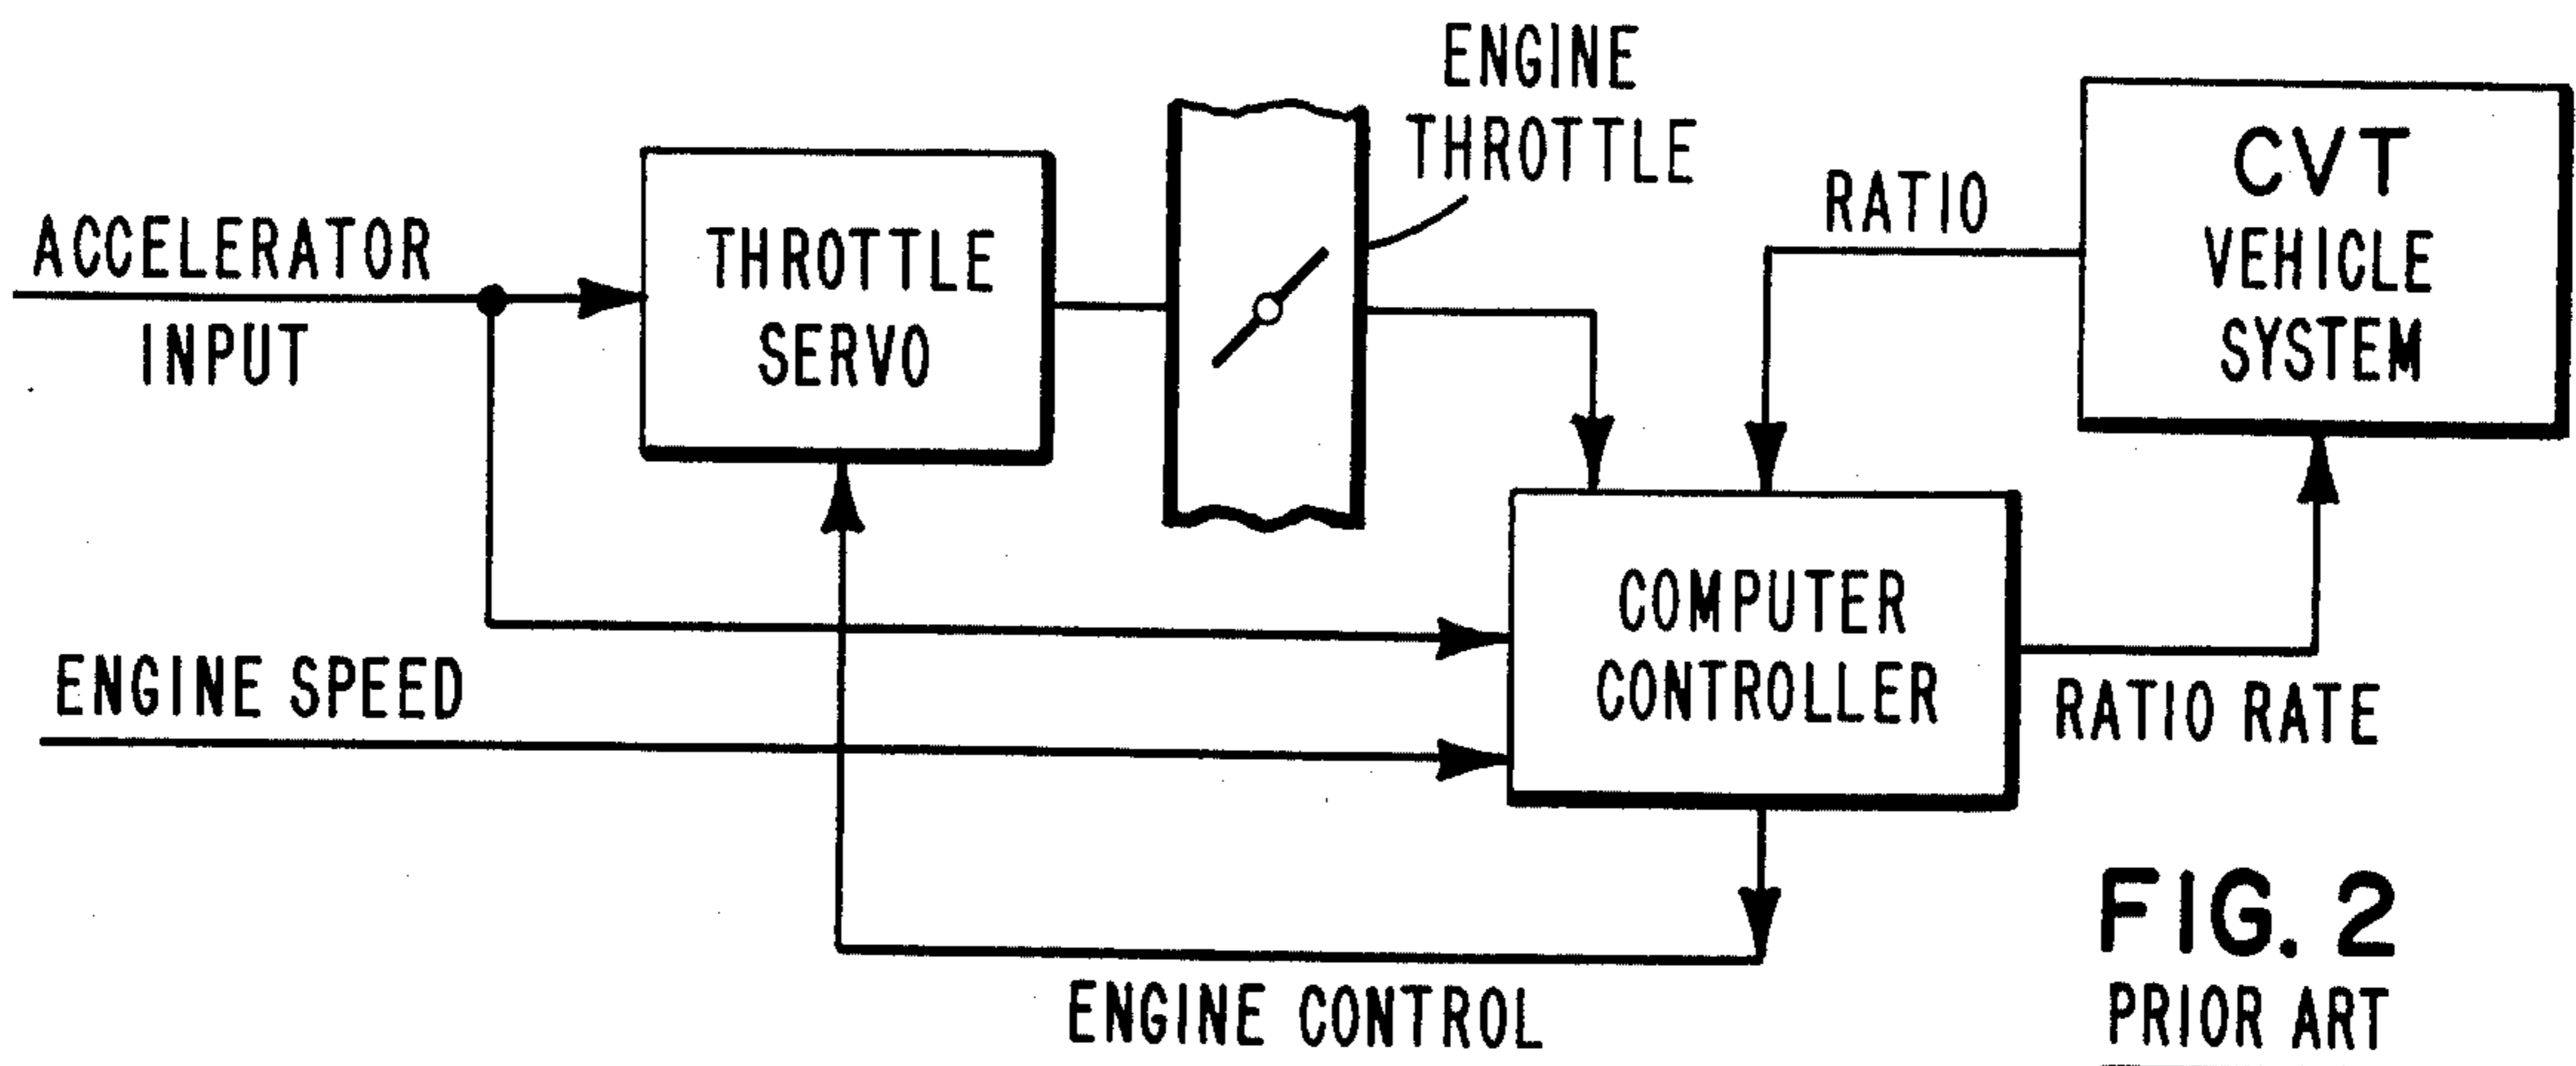 ACCELERATOR
INPUT
THROTTLE
SERVO
ENGINE
THROTTLE
RATIO
CVT
VEHICLE
SYSTEM
ENGINE SPEED
COMPUTER
CONTROLLER
RATIO RATE
ENGINE CONTROL
FIG. 2
PRIOR ART